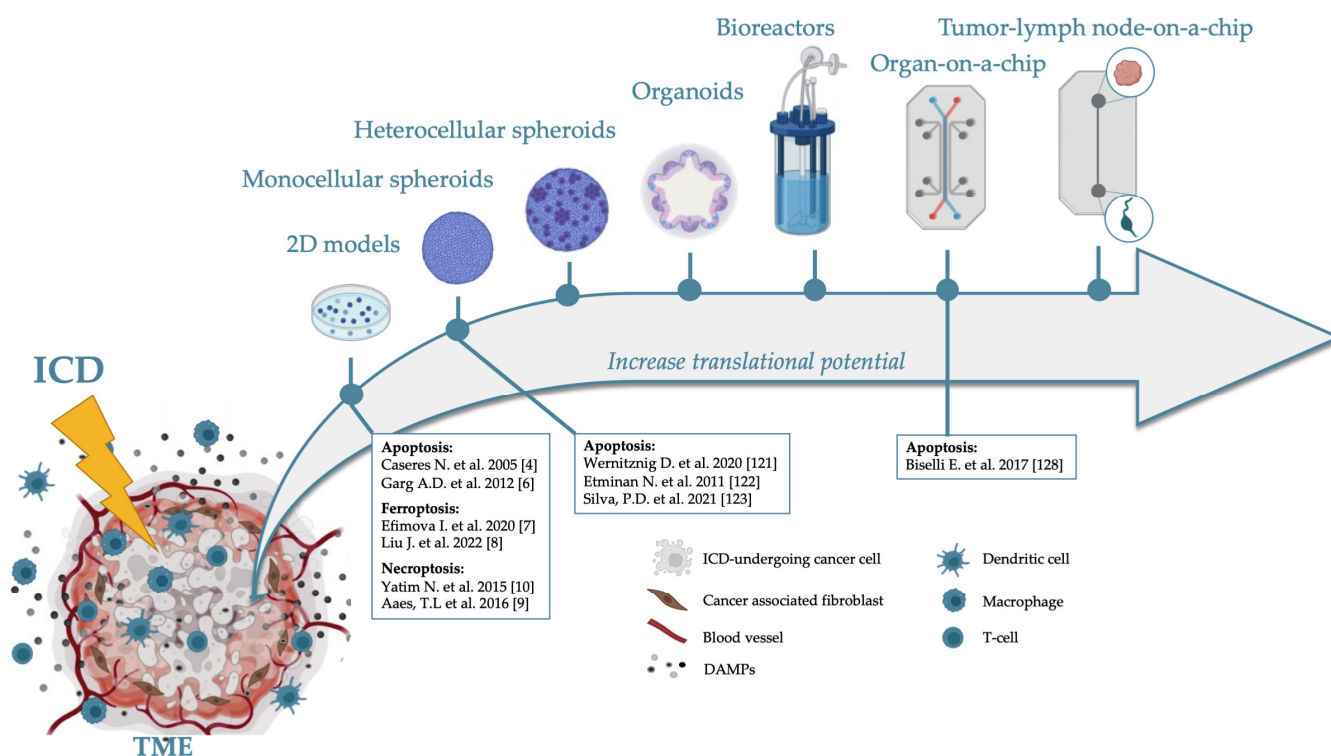 Bioreactors
Tumor-lymph node-on-a-chip
Organ-on-a-chip
Organoids
Heterocellular spheroids
Monocellular spheroids
2D models
Increase translational potential
ICD
Apoptosis:
Caseres N. et al. 2005 [4]
Garg A.D. et al. 2012 [6]
Ferroptosis:
Efimova I. et al. 2020 [7]
Liu J. et al. 2022 [8]
Necroptosis:
Yatim N. et al. 2015 [10]
Aaes, T.L et al. 2016 [9]
Apoptosis:
Wernitznig D. et al. 2020 [121]
Etminan N. et al. 2011 [122]
Silva, P.D. et al. 2021 [123]
Apoptosis:
Biselli E. et al. 2017 [128]
ICD-undergoing cancer cell
Cancer associated fibroblast
Blood vessel
DAMPs
Dendritic cell
Macrophage
T-cell
TME